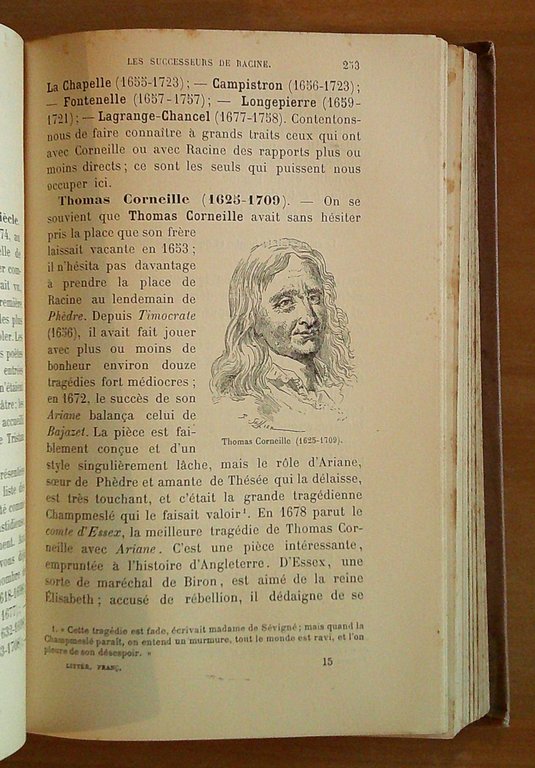 LES SUCCESSEURS DE RACINE. 253
La Chapelle (1655-1723); — Campistron (1656-1723);
— Fontenelle (1657-1757); — Longepierre (1659-
1721); — Lagrange-Chancel (1677-1758). Contentons-
nous de faire connaître à grands traits ceux qui ont
avec Corneille ou avec Racine des rapports plus ou
moins directs; ce sont les seuls qui puissent nous
occuper ici.
Thomas Corneille (1625-1709). — On se
souvient que Thomas Corneille avait sans hésiter
pris la place que son frère
laissait vacante en 1653;
il n'hésita pas davantage
à prendre la place de
Racine au lendemain de
Phèdre. Depuis Timocrate
(1656), il avait fait jouer
avec plus ou moins de
bonheur environ douze
tragédies fort médiocres;
en 1672, le succès de son
Ariane balança celui de
Bajazet. La pièce est fai-
blement conçue et d'un
Thomas Corneille (1625-1709).
style singulièrement lâche, mais le rôle d'Ariane,
sœur de Phèdre et amante de Thésée qui la délaisse,
est très touchant, et c'était la grande tragédienne
Champmeslé qui le faisait valoir¹. En 1678 parut le
comte d'Essex, la meilleure tragédie de Thomas Cor-
neille avec Ariane. C'est une pièce intéressante,
empruntée à l'histoire d'Angleterre. D'Essex, une
sorte de maréchal de Biron, est aimé de la reine
Élisabeth; accusé de rébellion, il dédaigne de se
1. « Cette tragédie est fade, écrivait madame de Sévigné; mais quand la
Champmeslé paraît, on entend un murmure, tout le monde est ravi, et l'on
pleure de son désespoir. »
LITTÉR. FRANÇ. 15